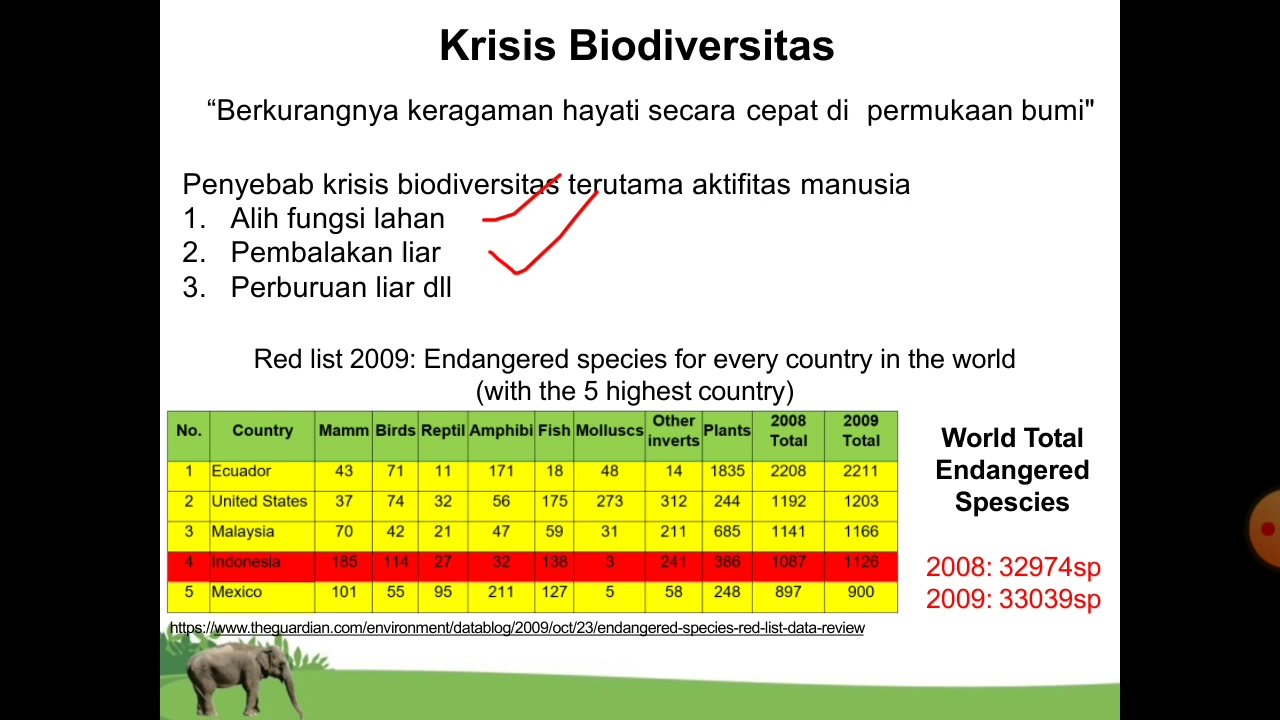 Krisis Biodiversitas
“Berkurangnya keragaman hayati secara cepat di permukaan bumi"
Penyebab krisis biodiversitas terutama aktifitas manusia
1. Alih fungsi lahan
2. Pembalakan liar
3. Perburuan liar dll
Red list 2009: Endangered species for every country in the world
(with the 5 highest country)
No. Country Mamm Birds Reptil Amphibi Fish Molluscs Other inverts Plants 2008 Total 2009 Total
1 Ecuador 43 71 11 171 18 48 14 1835 2208 2211
2 United States 37 74 32 56 175 273 312 244 1192 1203
3 Malaysia 70 42 21 47 59 31 211 685 1141 1166
4 Indonesia 185 114 27 32 138 3 241 386 1087 1126
5 Mexico 101 55 95 211 127 5 58 248 897 900
World Total
Endangered
Spescies
2008: 32974sp
2009: 33039sp
https://www.theguardian.com/environment/datablog/2009/oct/23/endangered-species-red-list-data-review